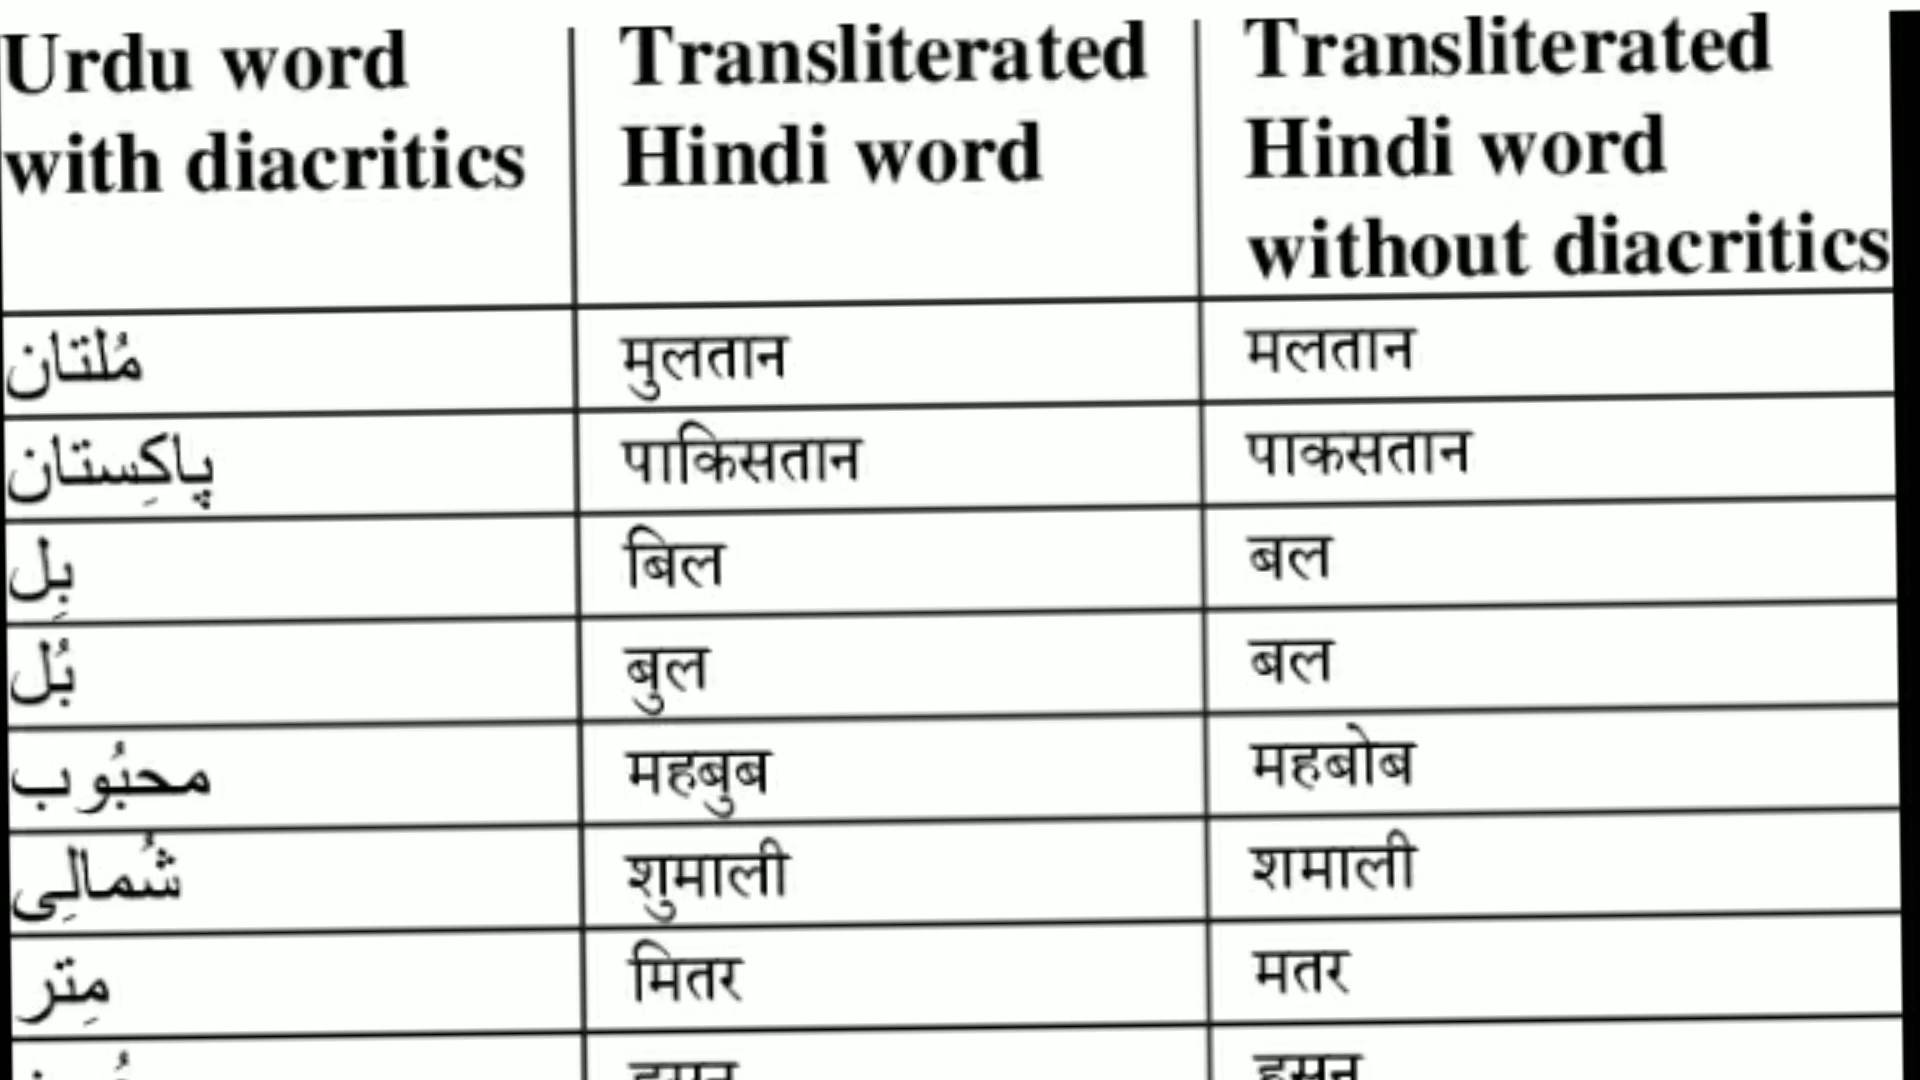 Urdu word Transliterated Transliterated
with diacritics Hindi word Hindi word
without diacritics
مُلتان मुलतान मलतान
پاکِستان पाकिसतान पाकसतान
بِل बिल बल
بُل बुल बल
محبُوب महबुब महबोब
شُمالِی शुमाली शमाली
مِتر मितर मतर